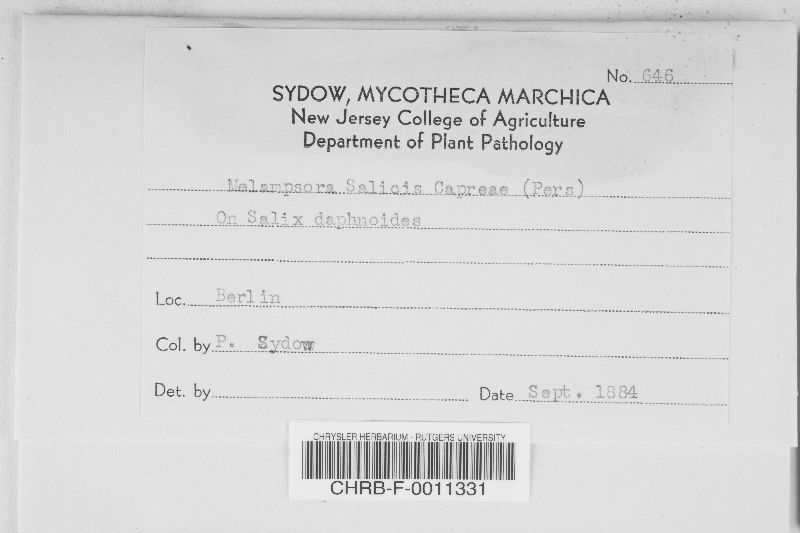 No. 646
SYDOW, MYCOTHECA MARCHICA
New Jersey College of Agriculture
Department of Plant Pathology
Melampsora Salicis Capreae (Pers)
On Salix daphnoides
Loc. Berlin
Col. by P. Sydow
Det. by Date Sept. 1884
CHRYSLER HERBARIUM - RUTGERS UNIVERSITY
CHRB-F-0011331